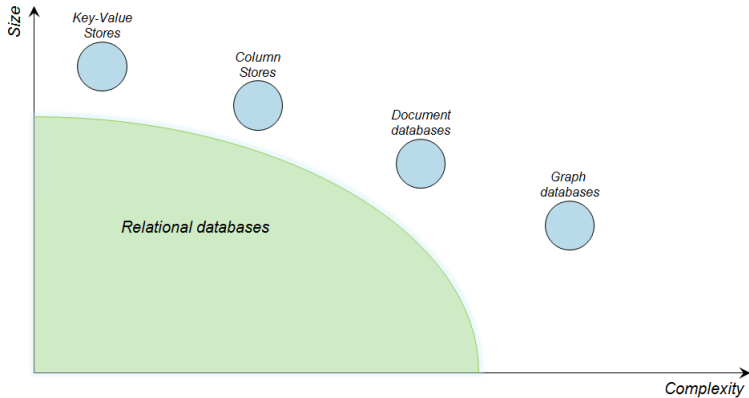 Size
Key-Value
Stores
Column
Stores
Document
databases
Graph
databases
Relational databases
Complexity